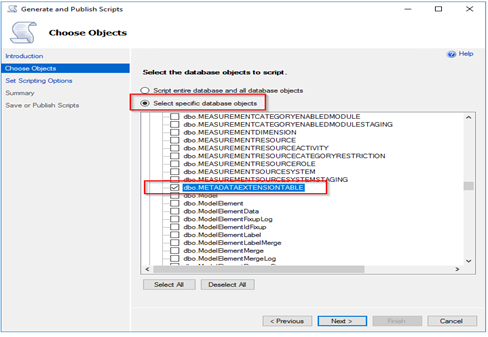 Generate and Publish Scripts
Choose Objects
Help
Introduction
Choose Objects
Set Scripting Options
Summary
Save or Publish Scripts
Select the database objects to script.
Script entire database and all database objects
Select specific database objects
dbo.MEASUREMENTCATEGORYENABLEDMODULE
dbo.MEASUREMENTCATEGORYENABLEDMODULESTAGING
dbo.MEASUREMENTDIMENSION
dbo.MEASUREMENTRESOURCE
dbo.MEASUREMENTRESOURCEACTIVITY
dbo.MEASUREMENTRESOURCECATEGORYRESTRICTION
dbo.MEASUREMENTRESOURCEROLE
dbo.MEASUREMENTSOURCESYSTEM
dbo.MEASUREMENTSOURCESYSTEMSTAGING
dbo.METADATAEXTENSIONTABLE
dbo.Model
dbo.ModelElement
dbo.ModelElementData
dbo.ModelElementFixupLog
dbo.ModelElementIdFixup
dbo.ModelElementLabel
dbo.ModelElementLabelMerge
dbo.ModelElementMerge
dbo.ModelElementMergeLog
Select All
Deselect All
< Previous
Next >
Finish
Cancel